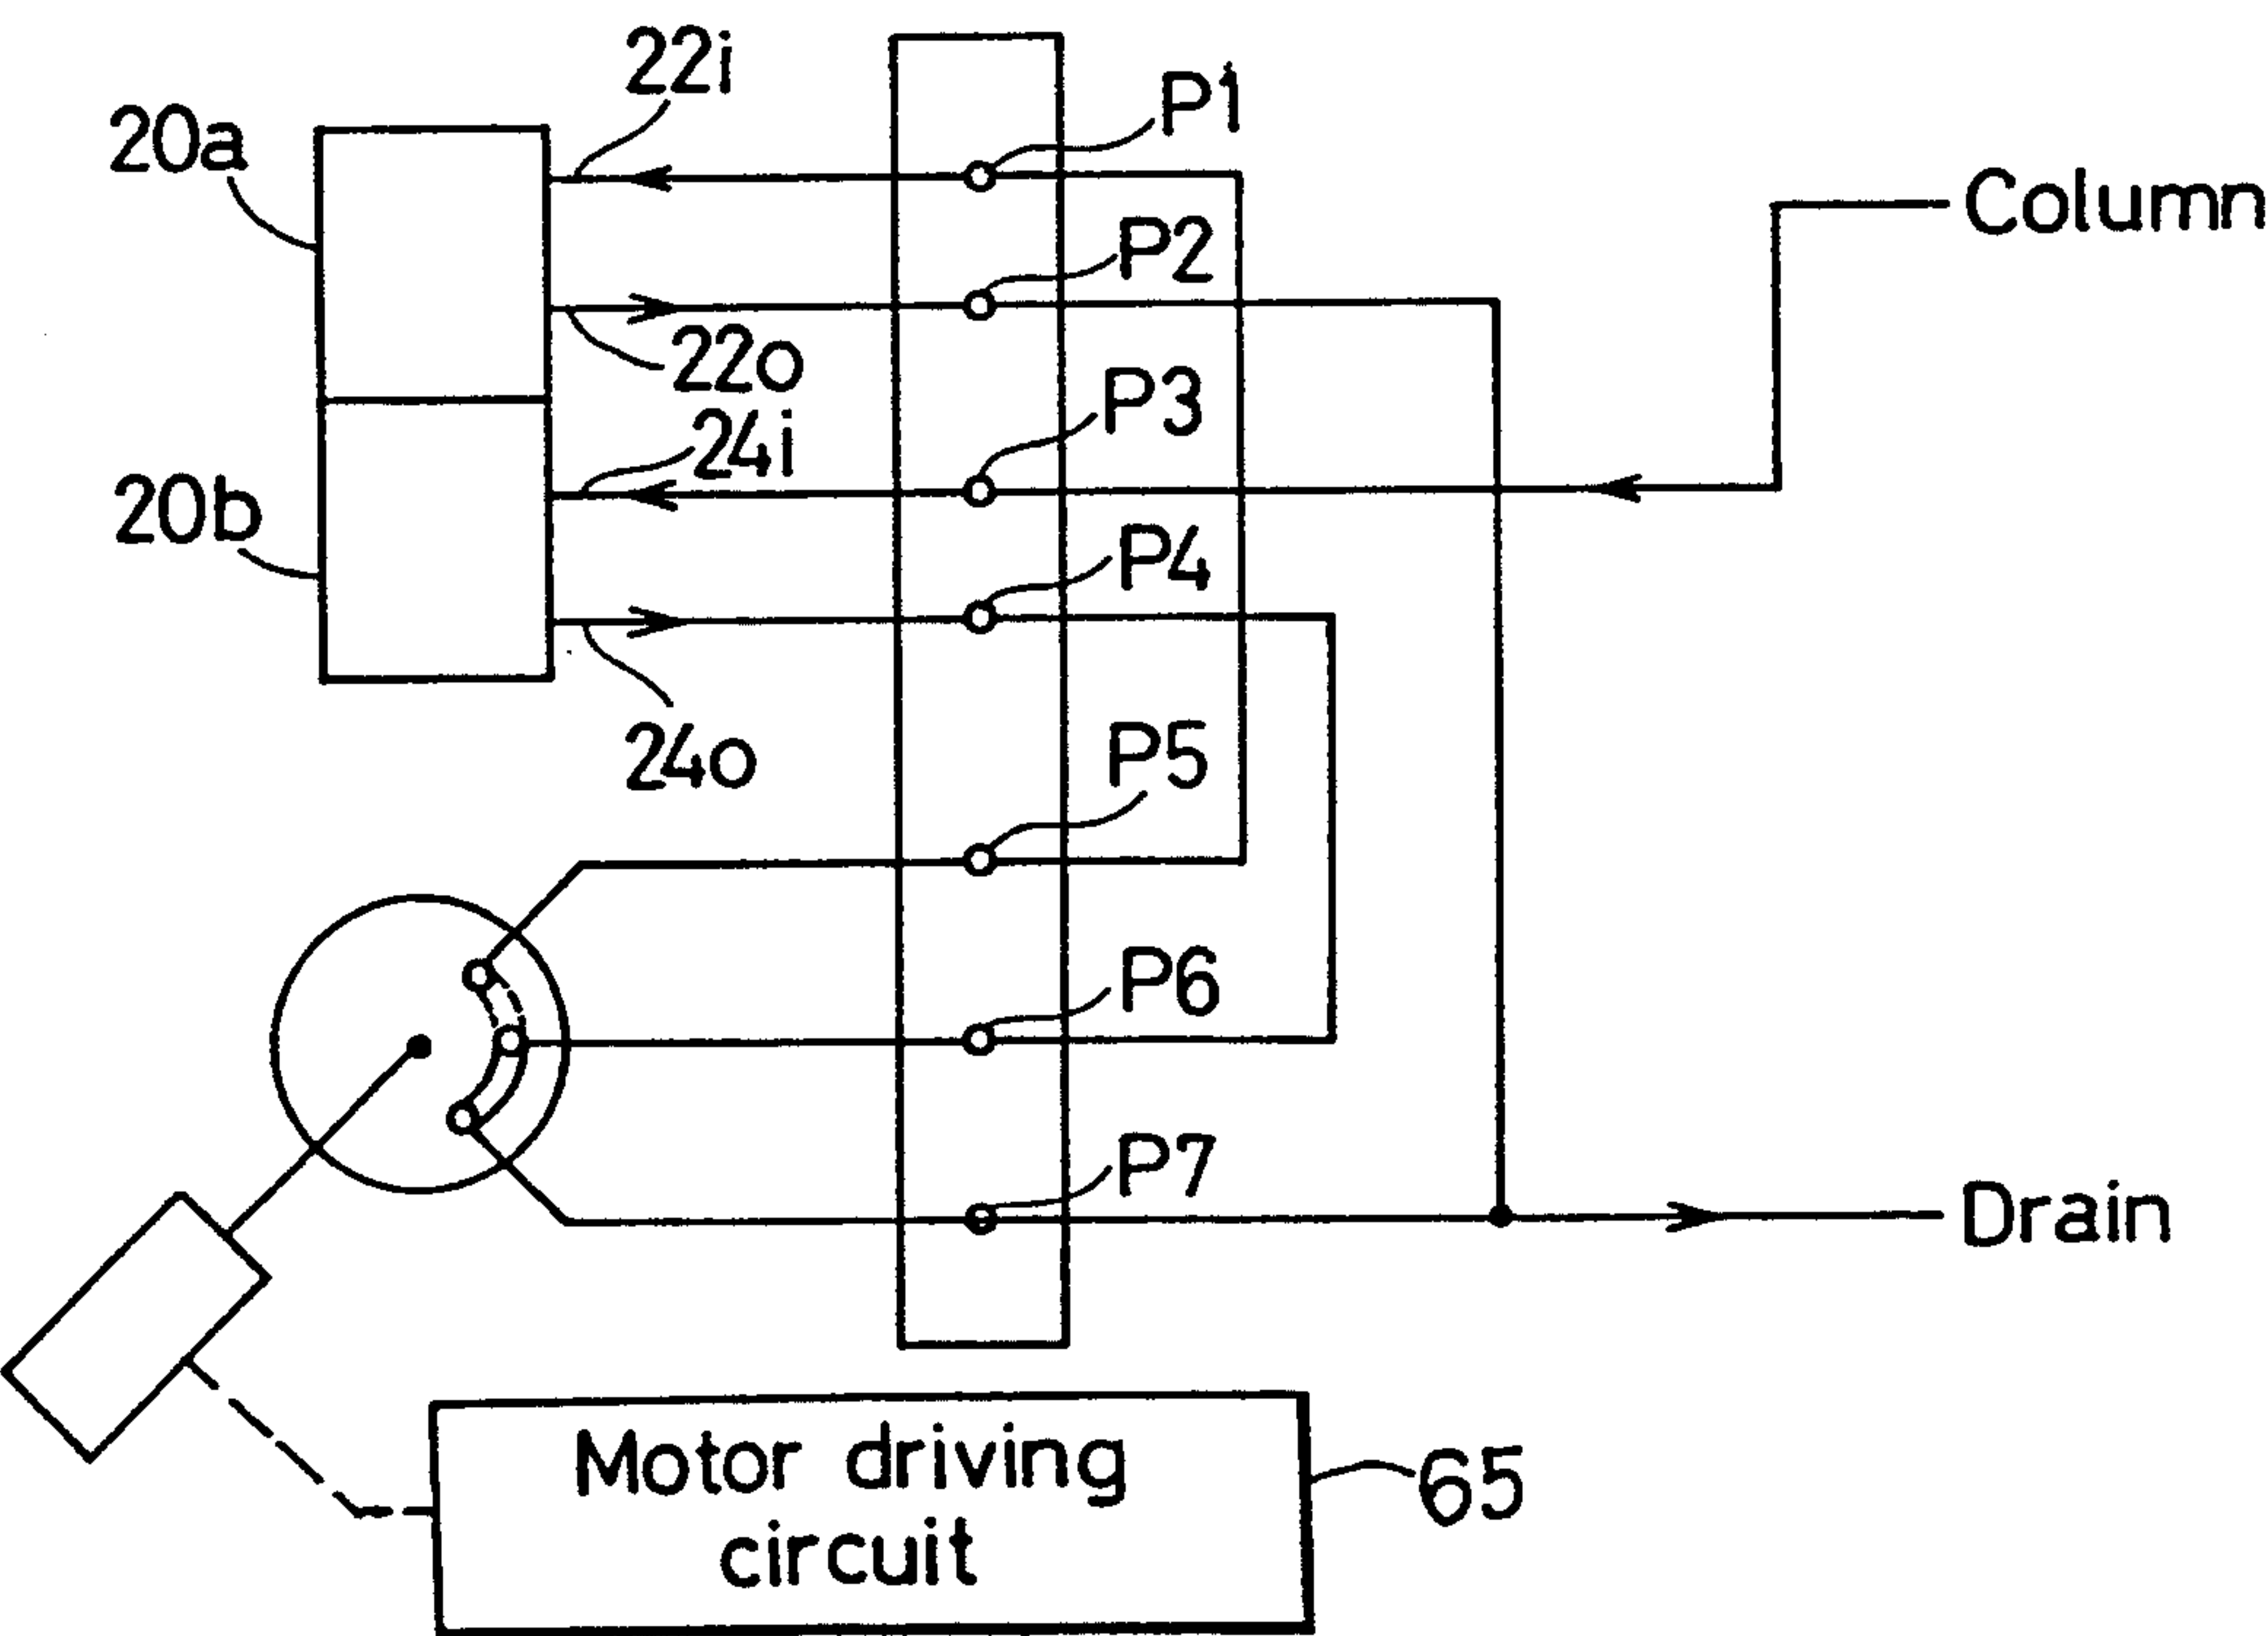 22i
P1
20a
Column
P2
22o
P3
24i
20b
P4
24o
P5
P6
P7
Drain
Motor driving
circuit
65